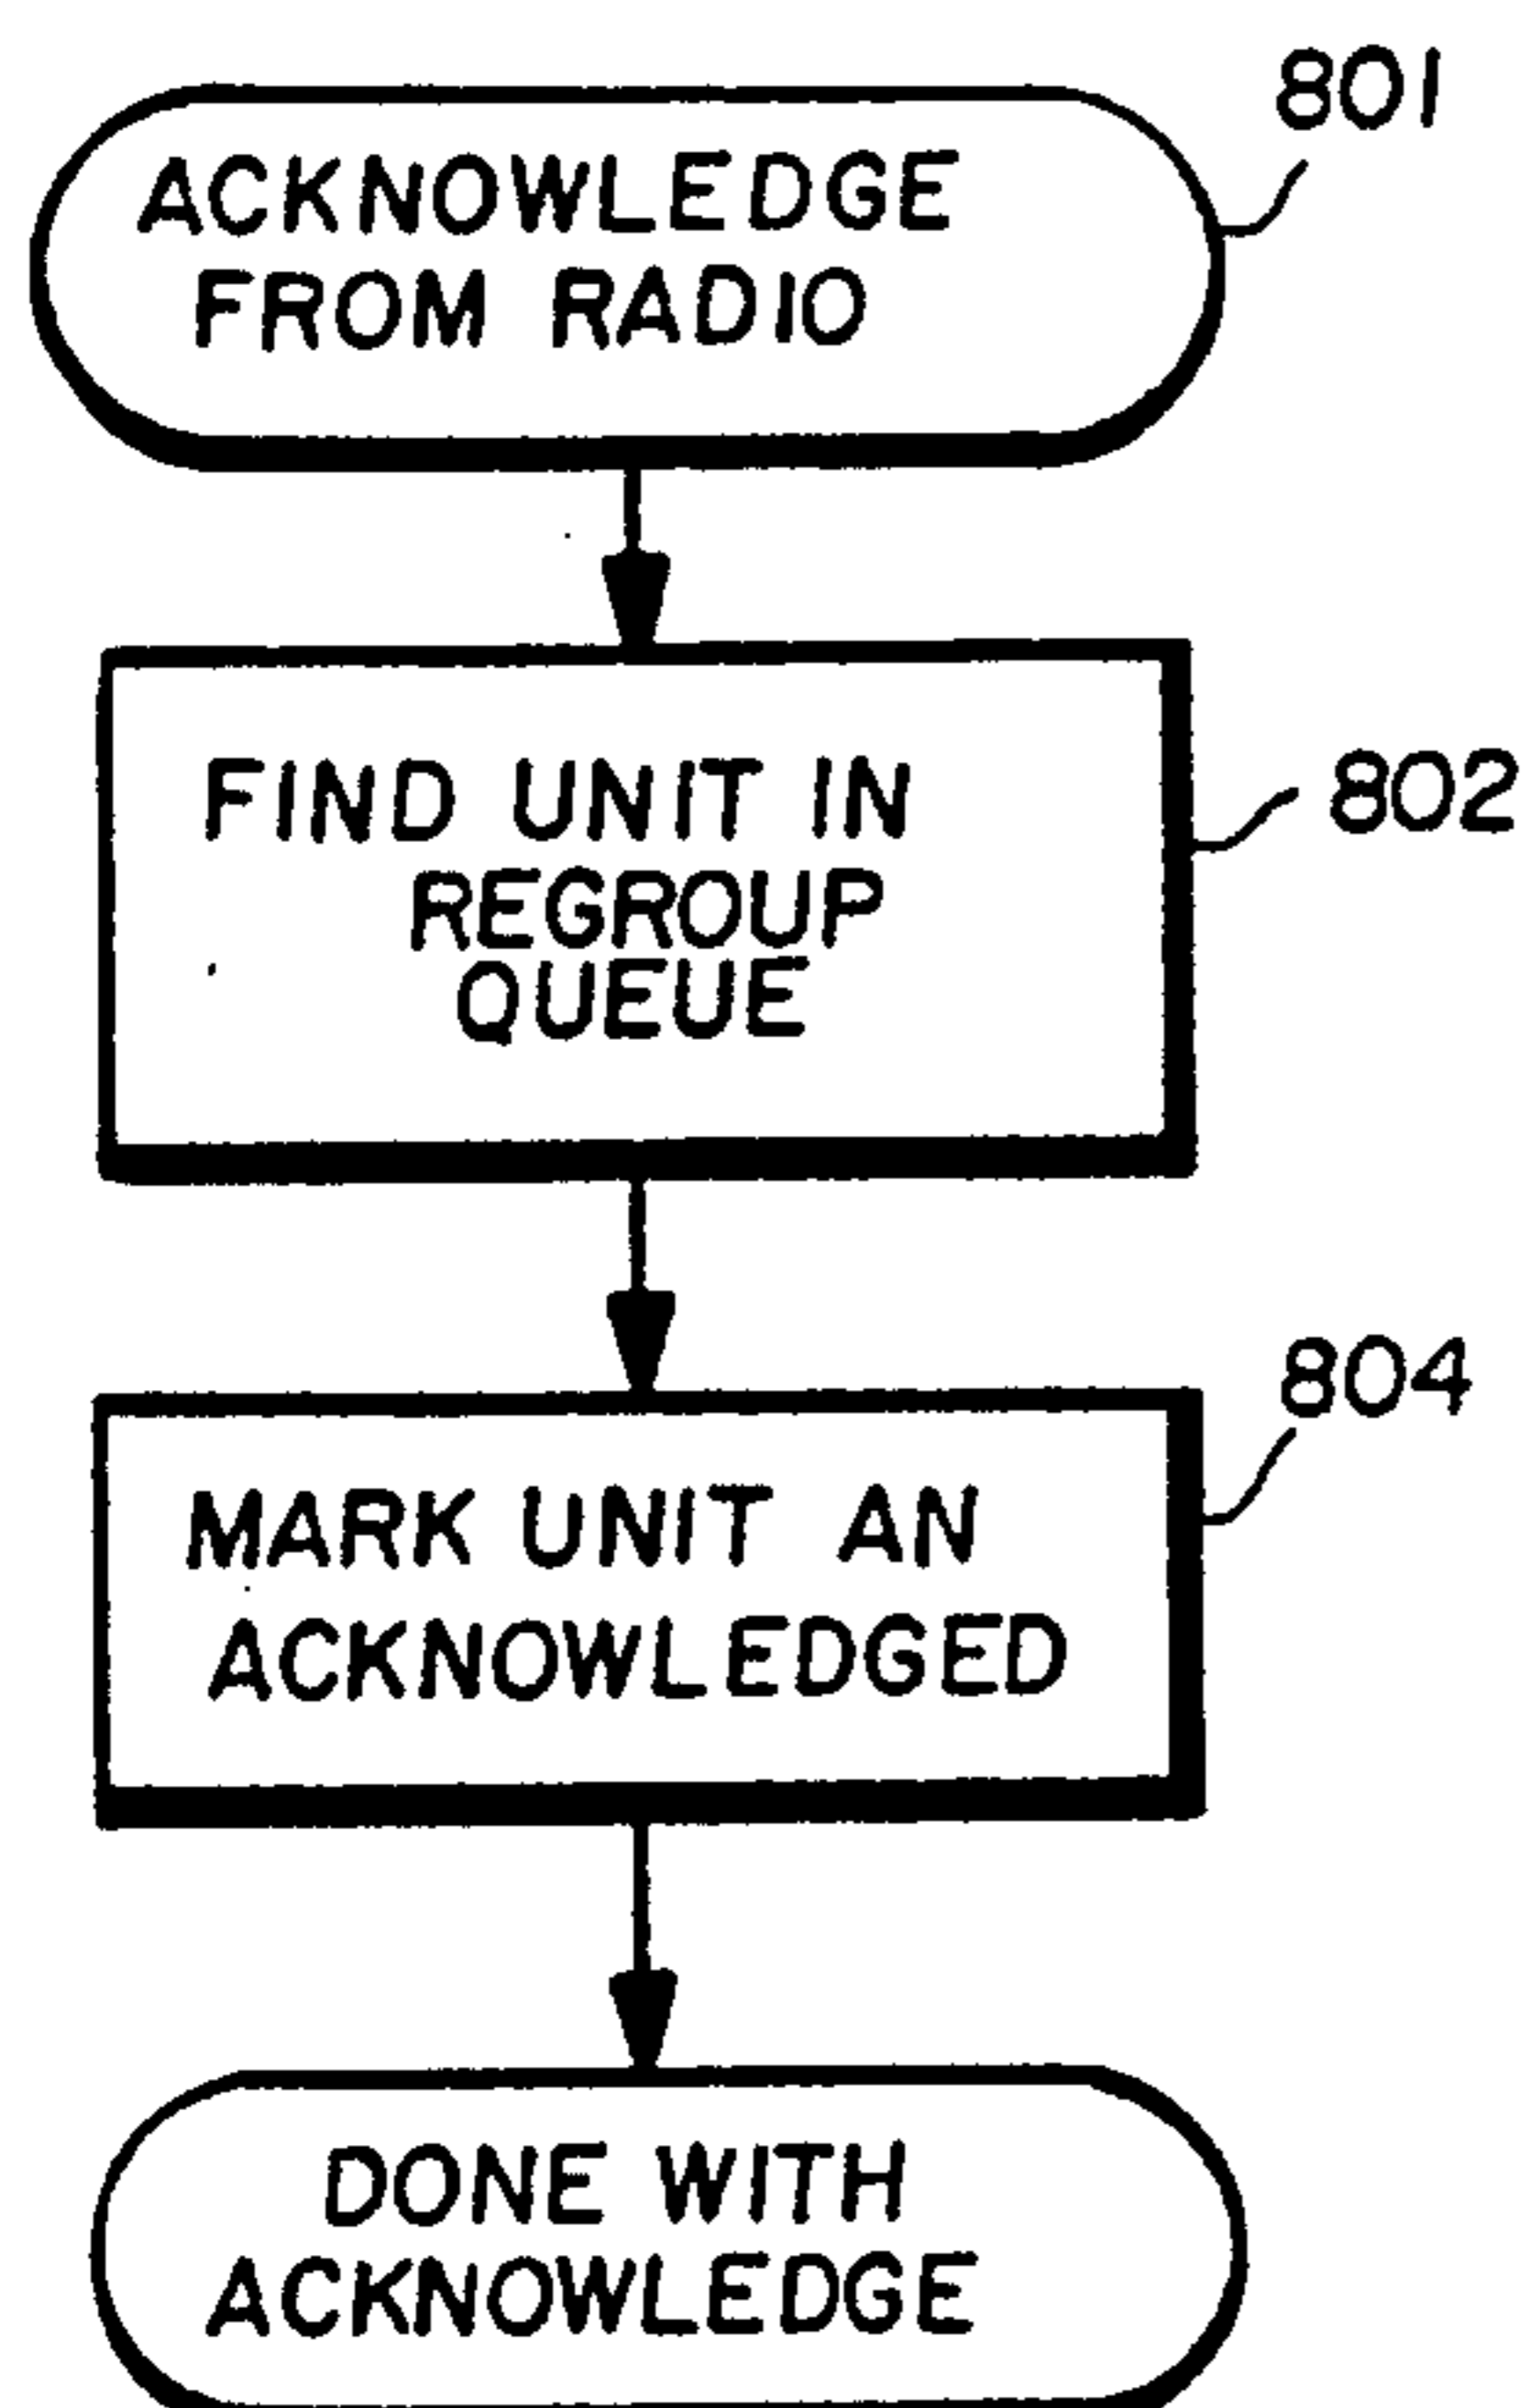 801
ACKNOWLEDGE
FROM RADIO
FIND UNIT IN
REGROUP
QUEUE
802
804
MARK UNIT AN
ACKNOWLEDGED
DONE WITH
ACKNOWLEDGE